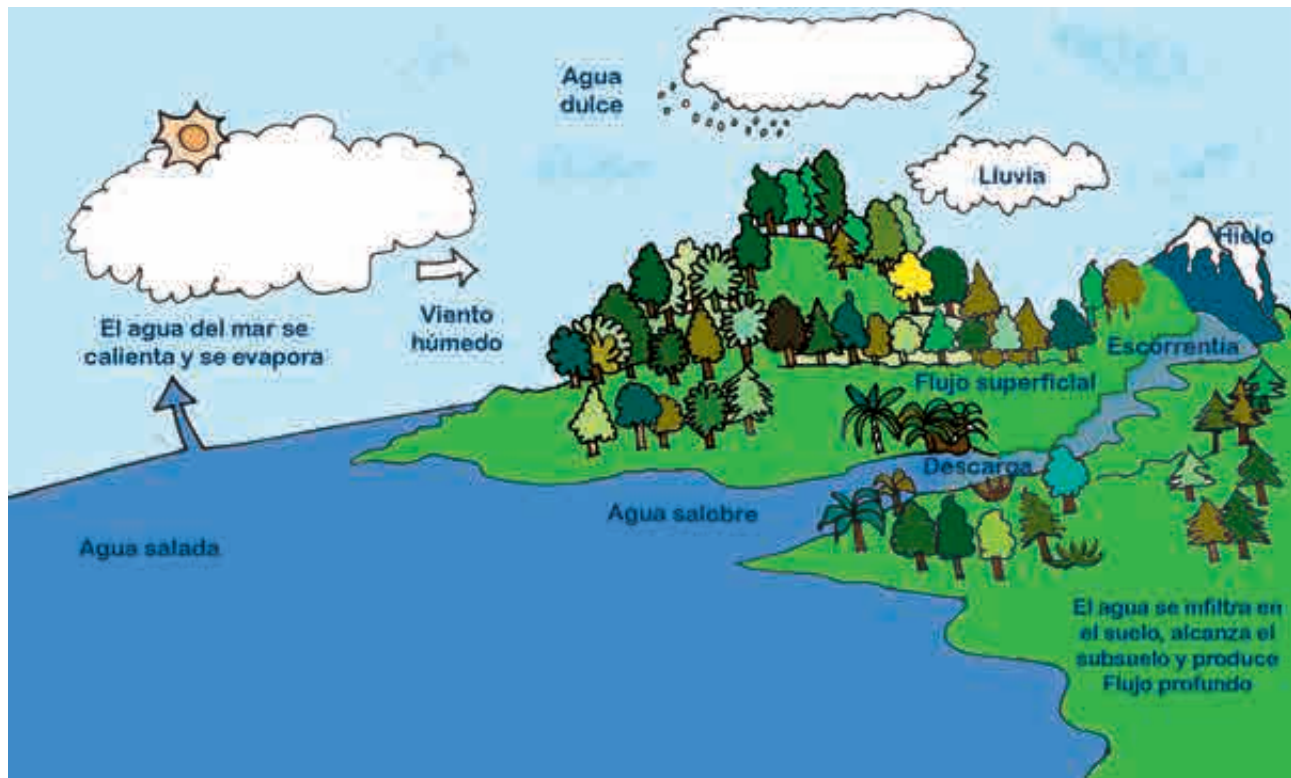 Agua
dulce
Lluvia
Hielo
El agua del mar se
calienta y se evapora
Viento
húmedo
Escorrentía
Flujo superficial
Descarga
Agua salobre
Agua salada
El agua se infiltra en
el suelo, alcanza el
subsuelo y produce
Flujo profundo